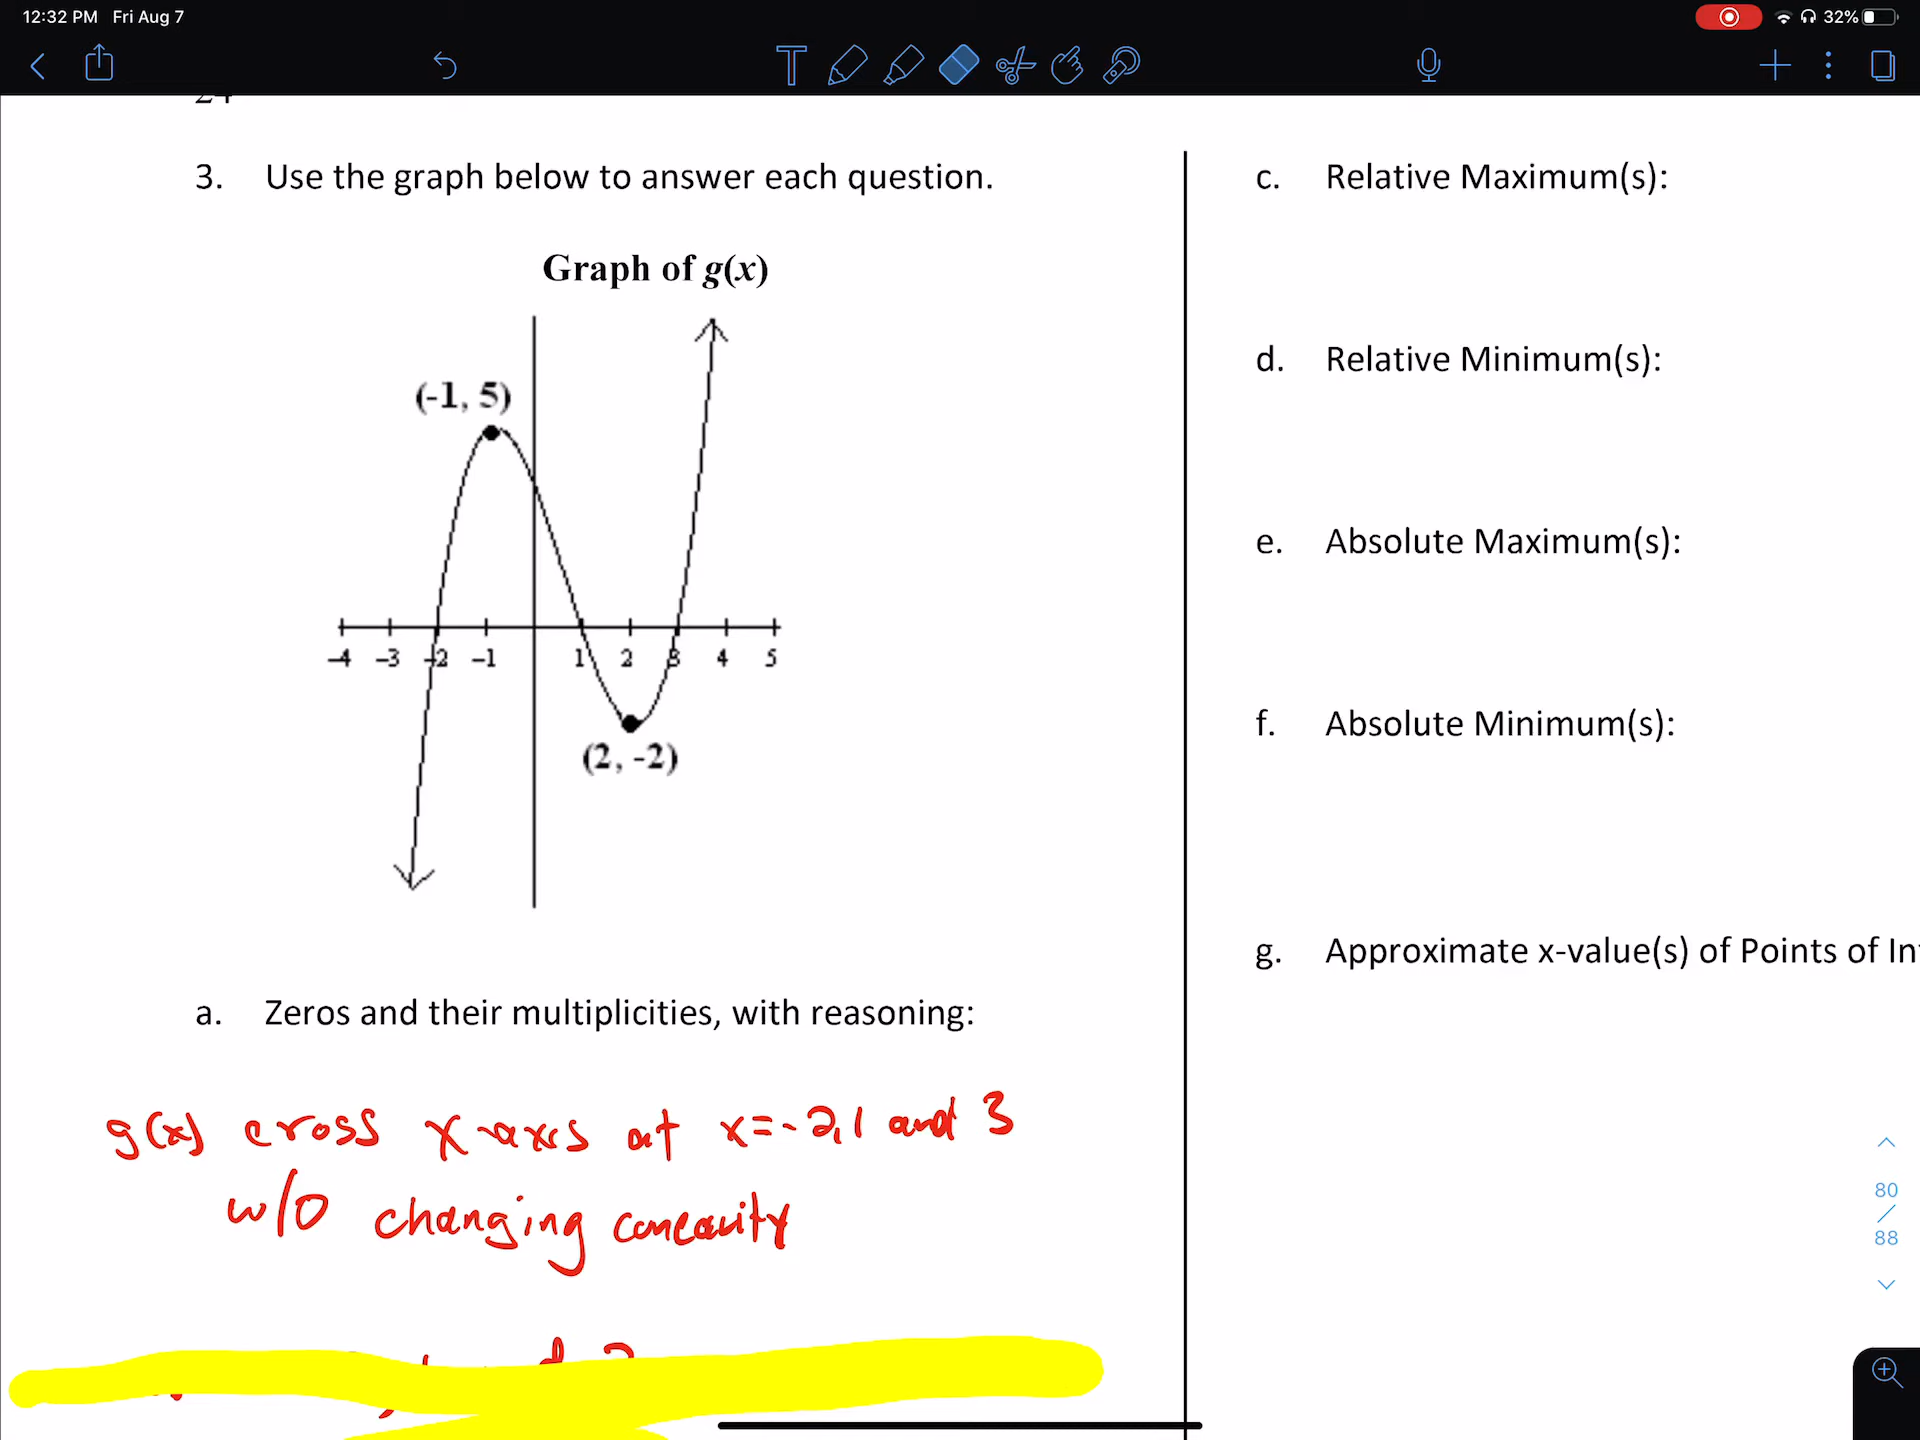 12:32 PM Fri Aug 7
32%
3. Use the graph below to answer each question.
Graph of g(x)
(-1, 5)
-4 -3 -2 -1 1 2 3 4 5
(2, -2)
a. Zeros and their multiplicities, with reasoning:
g(x) cross x-axis at x=-2,1 and 3
w/o changing concavity
c. Relative Maximum(s):
d. Relative Minimum(s):
e. Absolute Maximum(s):
f. Absolute Minimum(s):
g. Approximate x-value(s) of Points of In
80
/
88